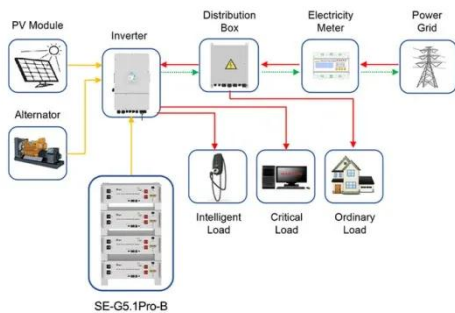 PV Module
Inverter
Distribution
Box
Electricity
Meter
Power
Grid
Alternator
Intelligent
Load
Critical
Load
Ordinary
Load
SE-G5.1Pro-B